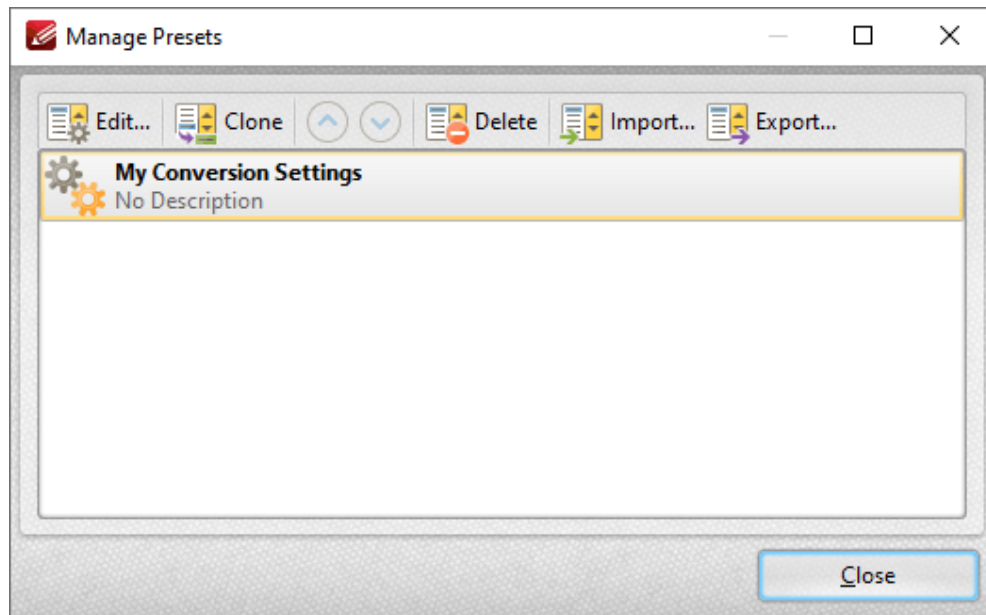 Manage Presets
Edit... Clone Delete Import... Export...
My Conversion Settings
No Description
Close